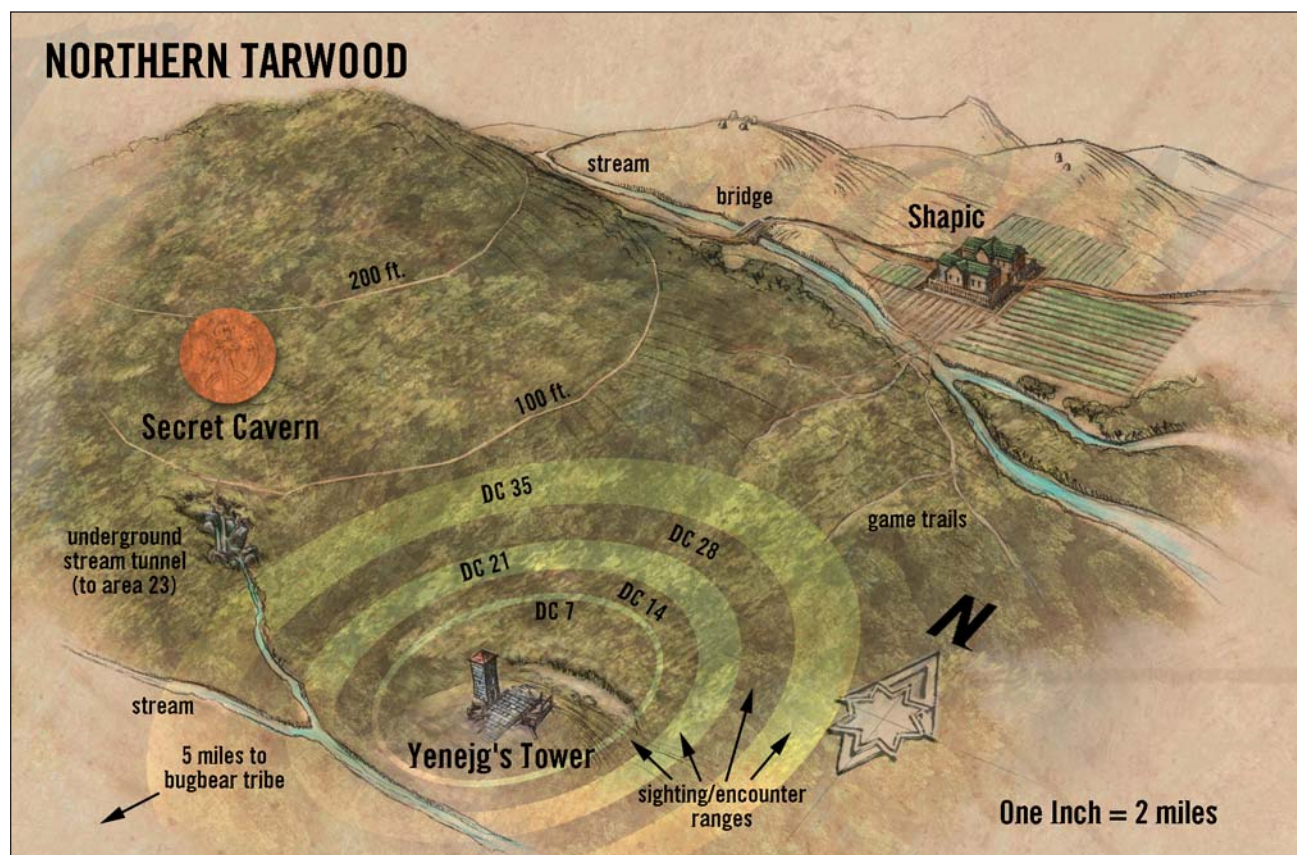 NORTHERN TARWOOD
stream
bridge
Shapic
200 ft.
100 ft.
Secret Cavern
DC 35
DC 28
game trails
underground
stream tunnel
(to area 23)
DC 21
DC 14
DC 7
N
stream
Yenejg's Tower
5 miles to
bugbear tribe
sighting/encounter
ranges
One Inch = 2 miles